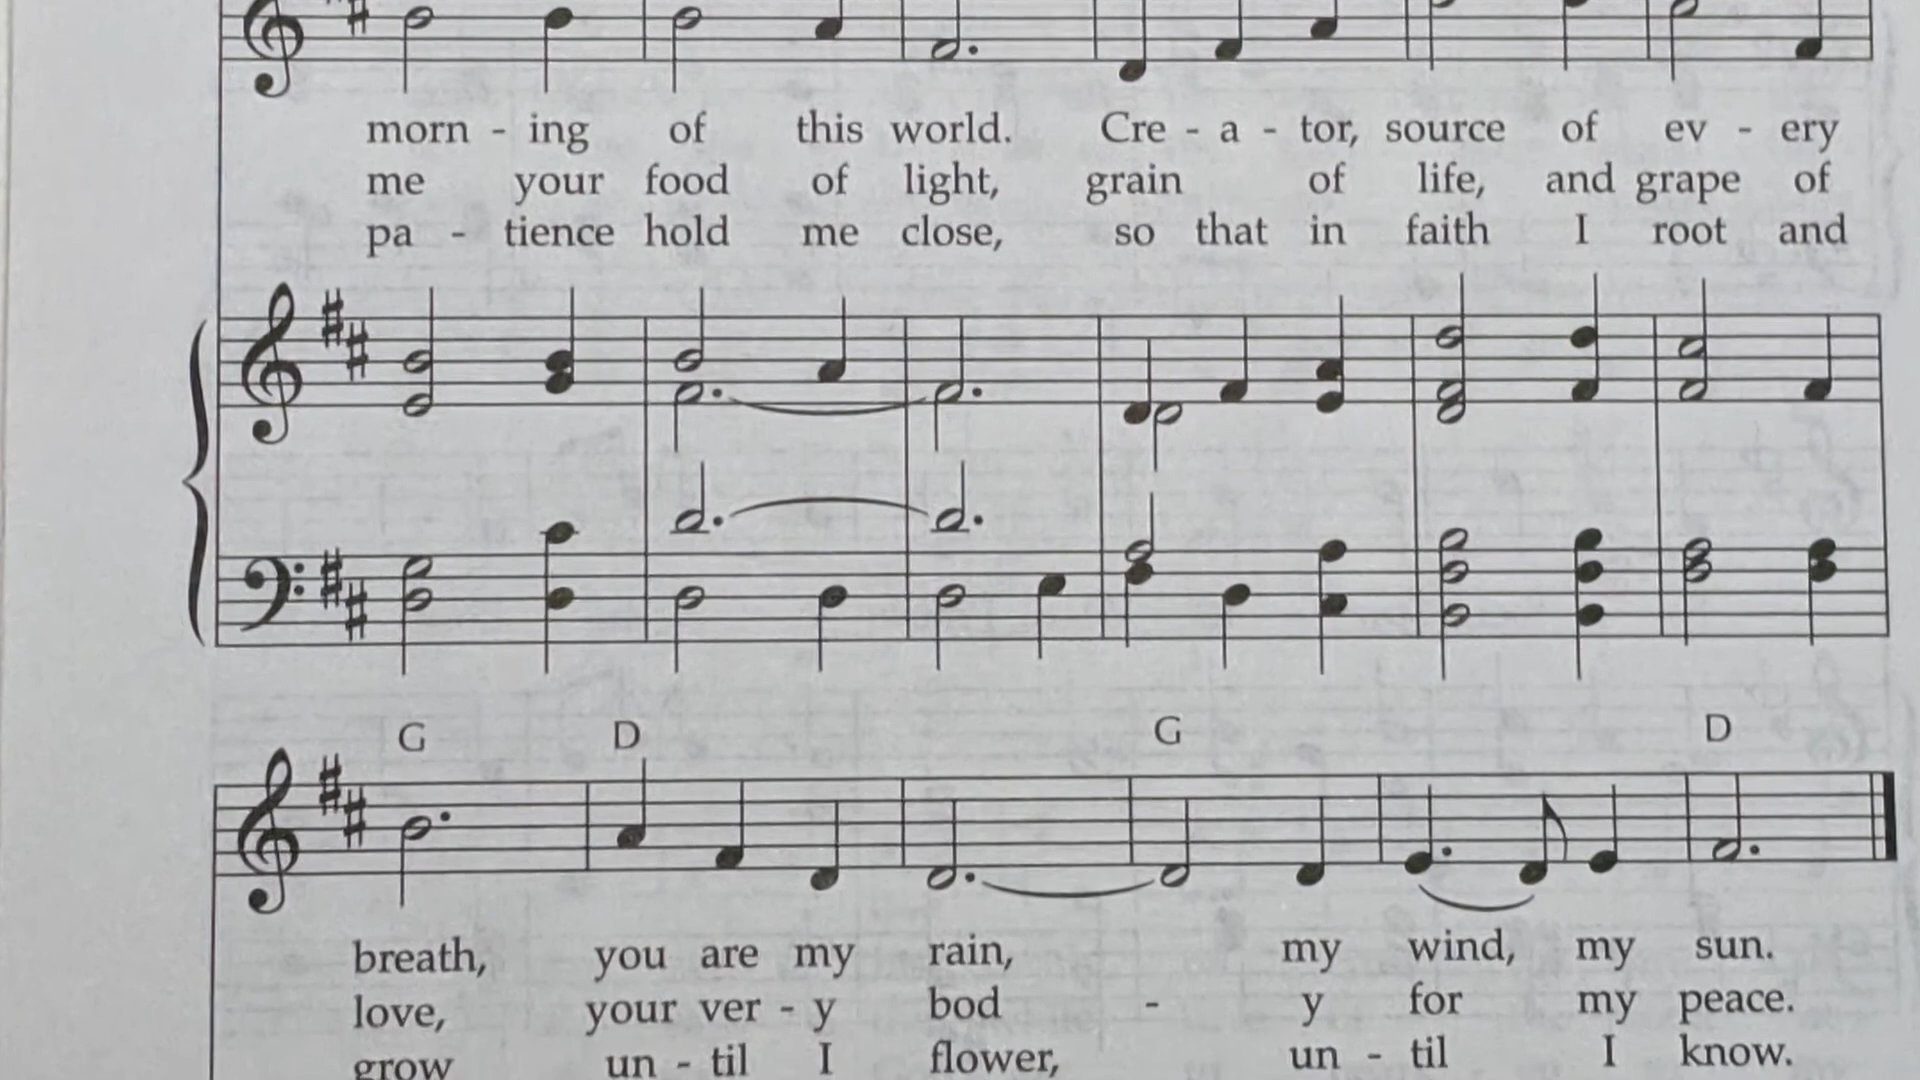 morn - ing of this world. Cre - a - tor, source of ev - ery
me your food of light, grain of life, and grape of
pa - tience hold me close, so that in faith I root and
G D G D
breath, you are my rain, my wind, my sun.
love, your ver - y bod - y for my peace.
grow un - til I flower, un - til I know.